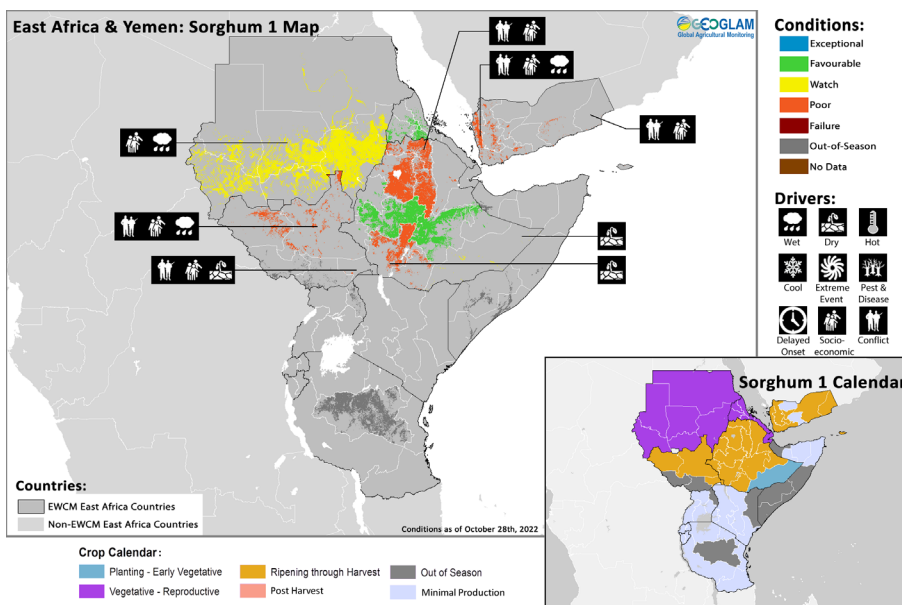 East Africa & Yemen: Sorghum 1 Map
GEOGLAM
Global Agricultural Monitoring
Conditions:
Exceptional
Favourable
Watch
Poor
Failure
Out-of-Season
No Data
Drivers:
Wet
Dry
Hot
Cool
Extreme
Event
Pest &
Disease
Delayed
Onset
Socio-
economic
Conflict
Countries:
EWCM East Africa Countries
Non-EWCM East Africa Countries
Conditions as of October 28th, 2022
Sorghum 1 Calendar
Crop Calendar:
Planting - Early Vegetative
Vegetative - Reproductive
Ripening through Harvest
Post Harvest
Out of Season
Minimal Production